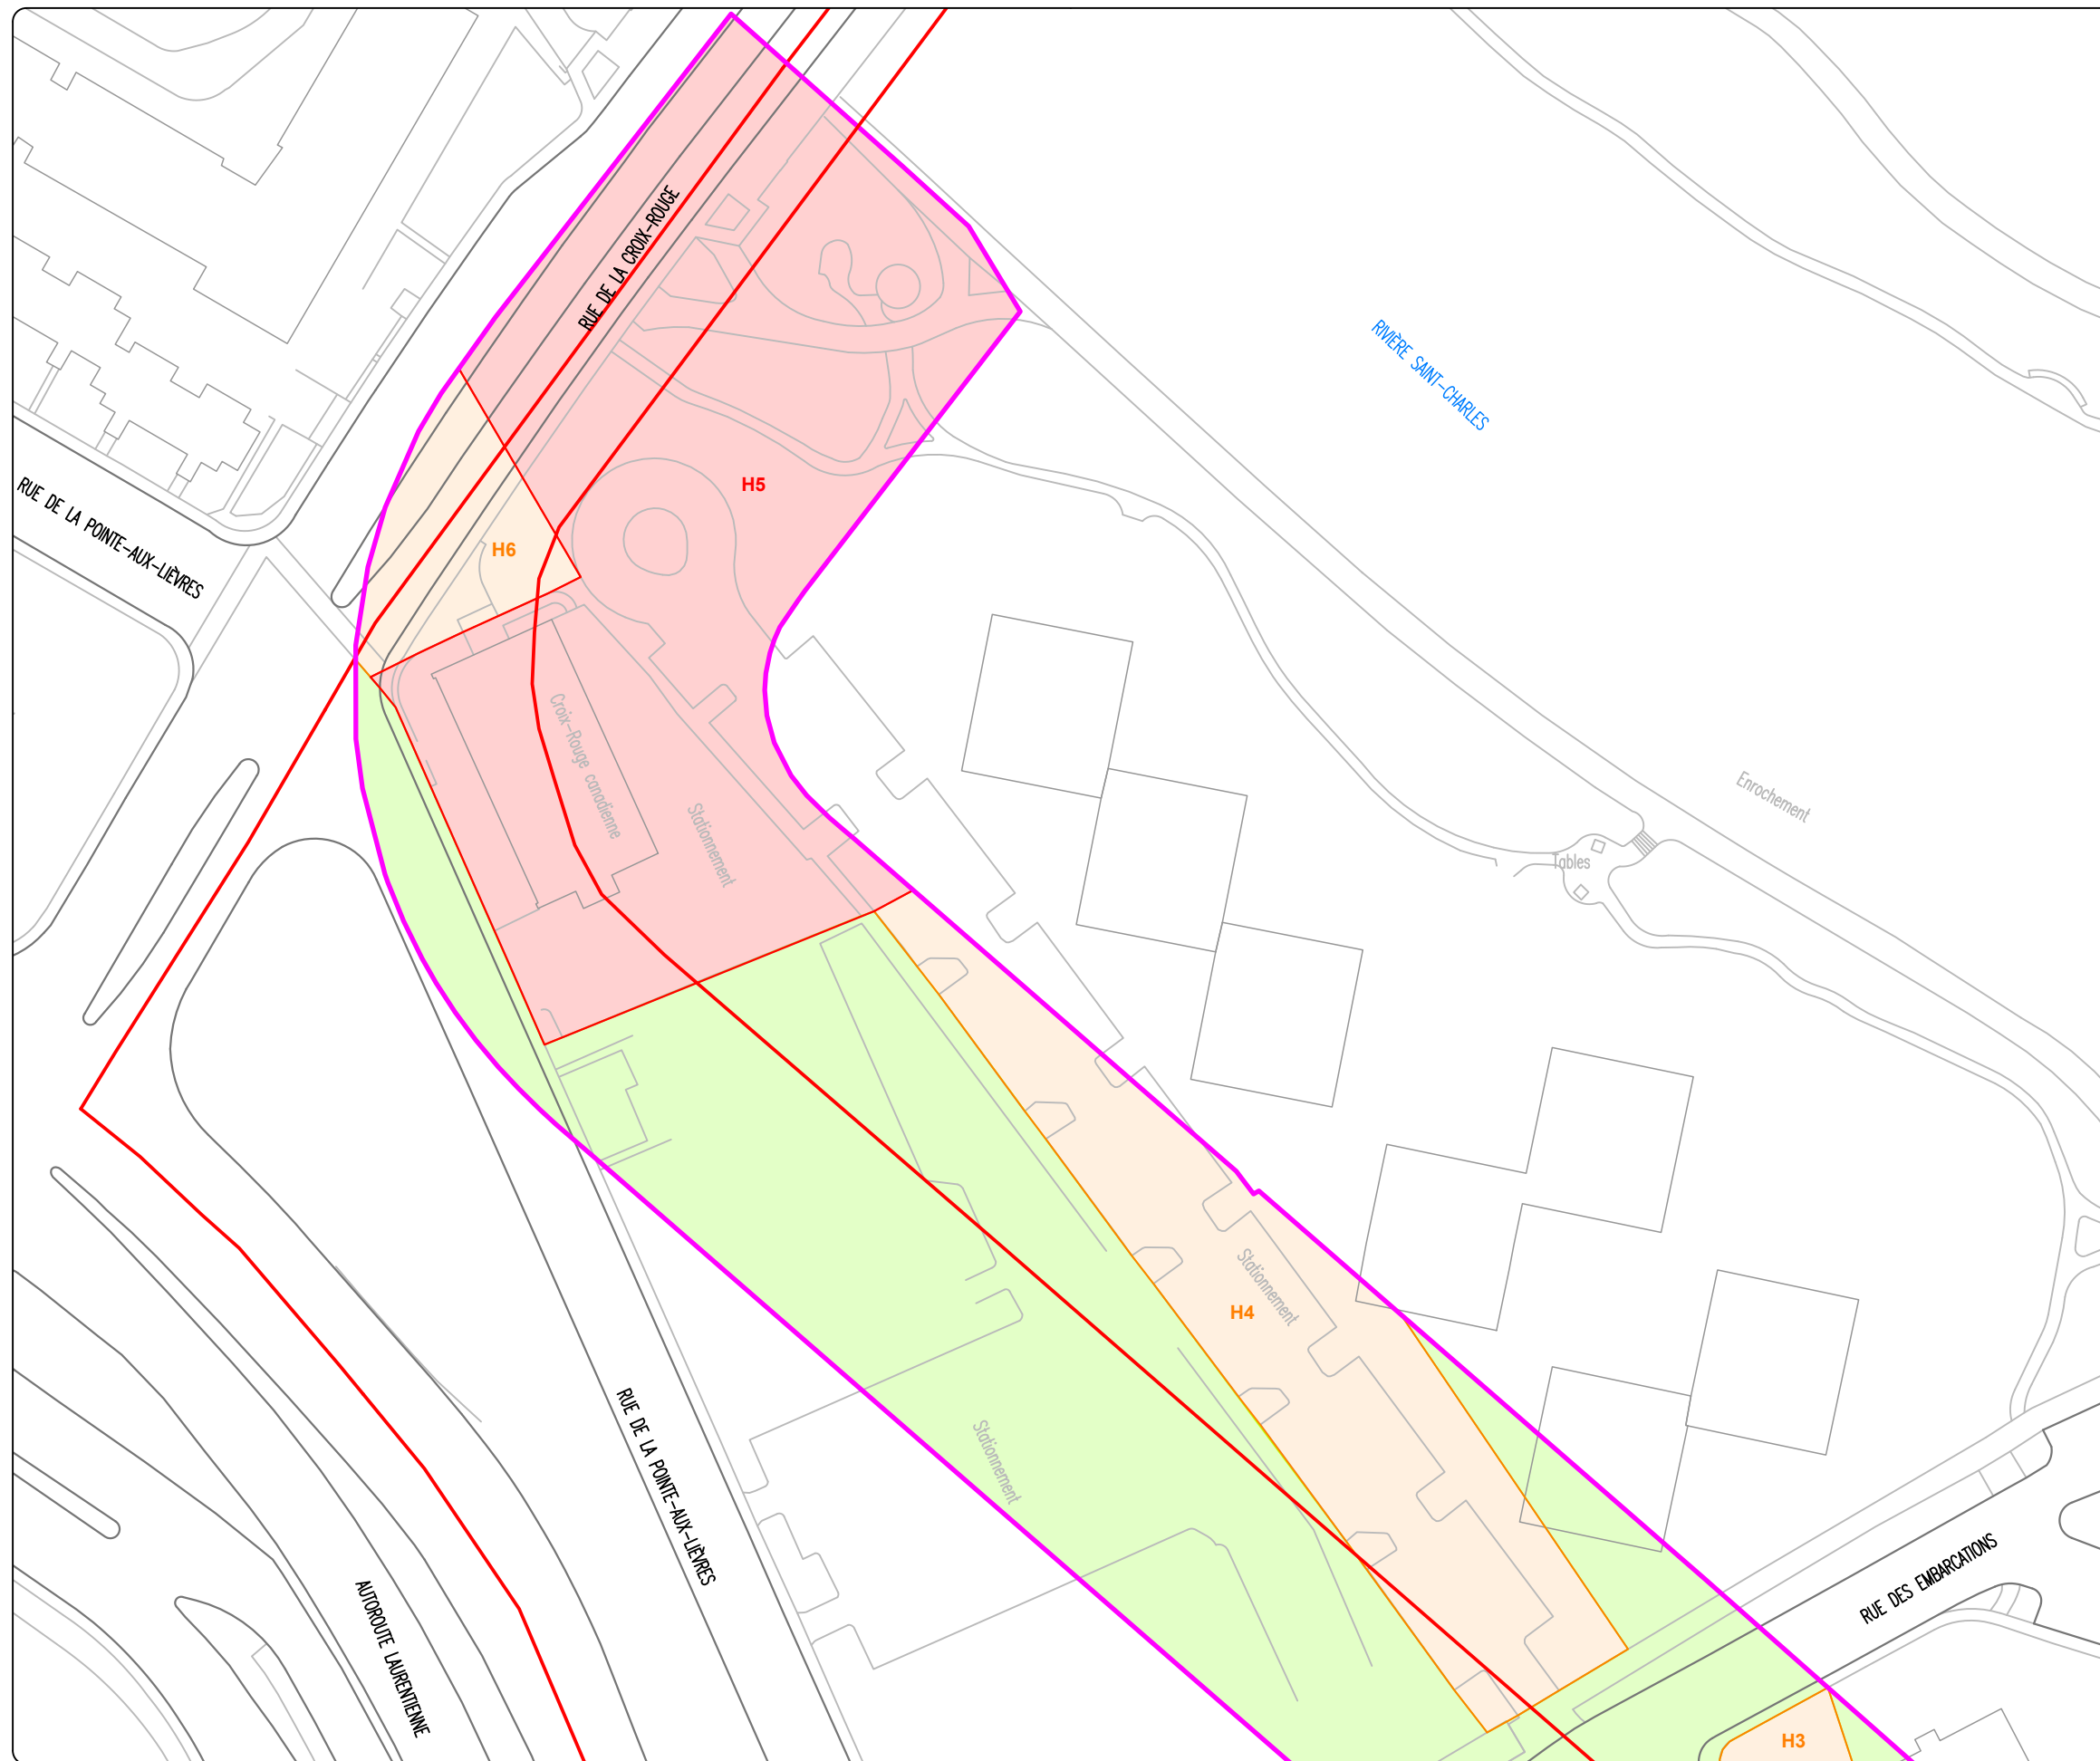 RUE DE LA CROIX-ROUGE
RIVIÈRE SAINT-CHARLES
H5
RUE DE LA POINTE-AUX-LIÈVRES
H6
Croix-Rouge canadienne
Stationnement
Enrochement
Tables
Stationnement
H4
RUE DE LA POINTE-AUX-LIÈVRES
Stationnement
RUE DES EMBARCATIONS
AUTOROUTE LAURENTIENNE
H3